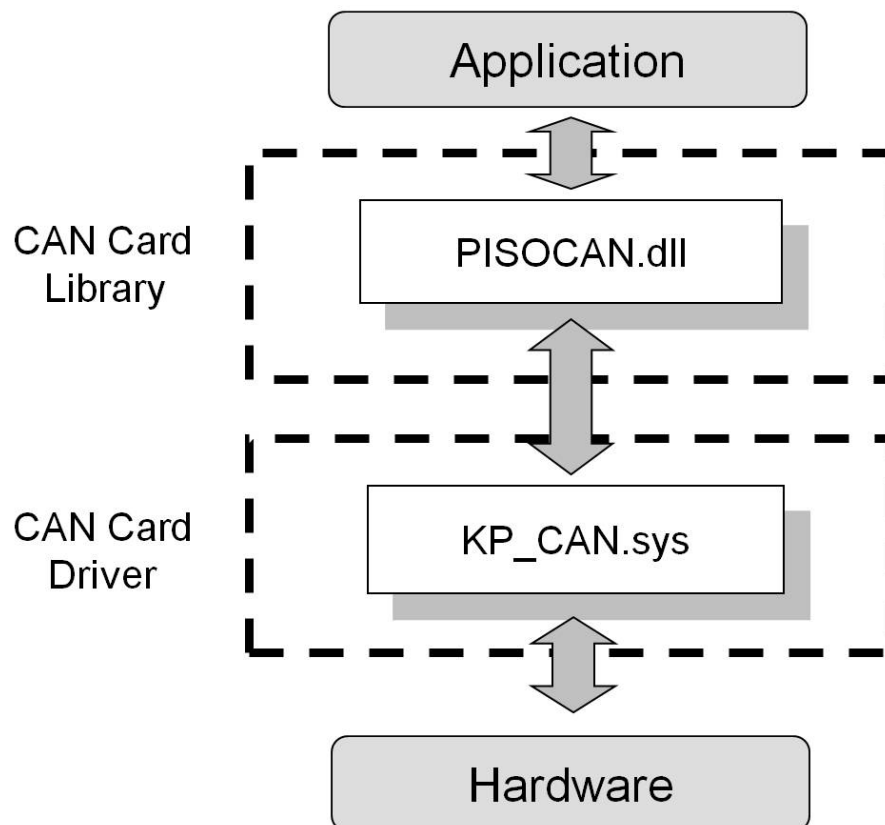 Application
CAN Card
Library
PISOCAN.dll
CAN Card
Driver
KP_CAN.sys
Hardware